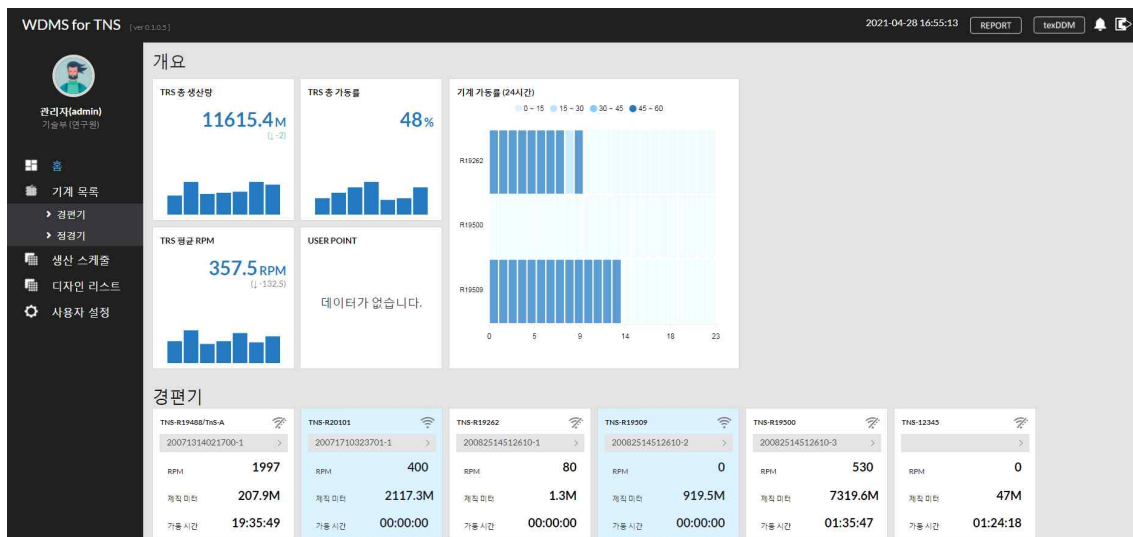 WDMS for TNS [ver 0.1.0.5]
2021-04-28 16:55:13 REPORT texDDM
관리자(admin)
기술부 (연구원)
홈
기계 목록
경편기
정경기
생산 스케줄
디자인 리스트
사용자 설정
개요
TRS 총 생산량
11615.4 M
(↓ -2)
TRS 총 가동률
48 %
TRS 평균 RPM
357.5 RPM
(↓ -132.5)
USER POINT
데이터가 없습니다.
기계 가동률 (24시간)
0 ~ 15 15 ~ 30 30 ~ 45 45 ~ 60
R19262
R19500
R19509
0 5 9 14 18 23
경편기
TNS-R19488/TnS-A
20071314021700-1 >
RPM 1997
제직 미터 207.9M
가동 시간 19:35:49
TNS-R20101
20071710323701-1 >
RPM 400
제직 미터 2117.3M
가동 시간 00:00:00
TNS-R19262
20082514512610-1 >
RPM 80
제직 미터 1.3M
가동 시간 00:00:00
TNS-R19509
20082514512610-2 >
RPM 0
제직 미터 919.5M
가동 시간 00:00:00
TNS-R19500
20082514512610-3 >
RPM 530
제직 미터 7319.6M
가동 시간 01:35:47
TNS-12345
>
RPM 0
제직 미터 47M
가동 시간 01:24:18